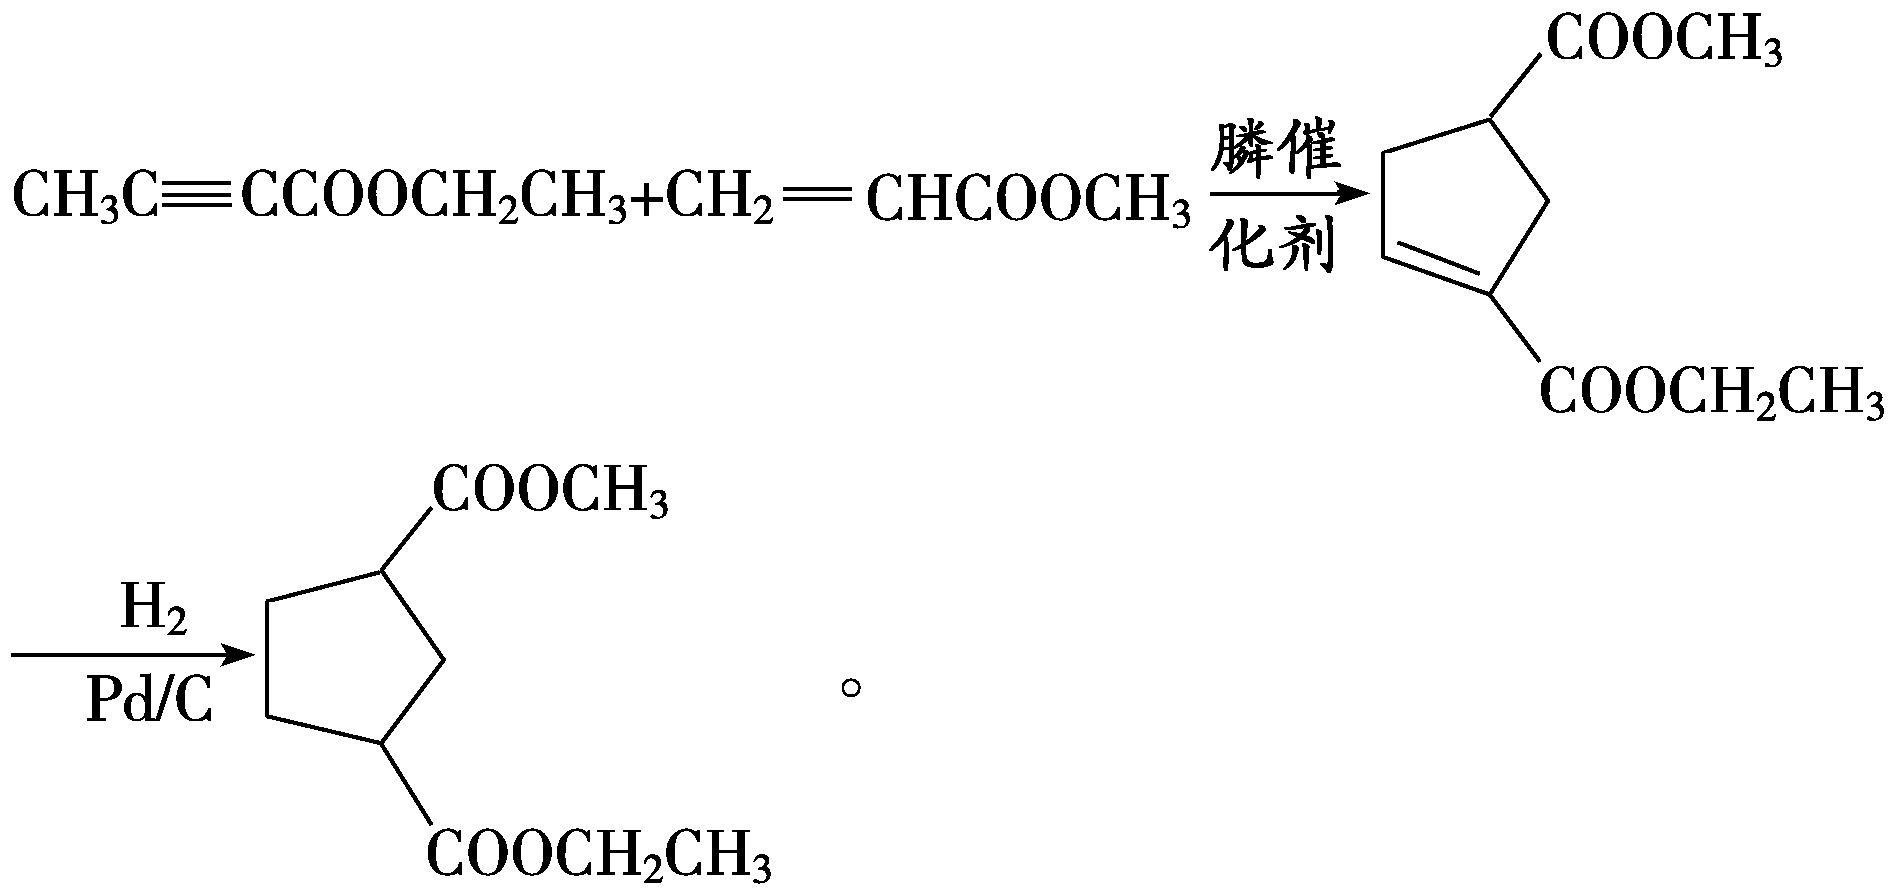 COOCH₃
CH₃C≡CCOOCH₂CH₃+CH₂=CHCOOCH₃
膦催
化剂
COOCH₂CH₃
COOCH₃
H₂
Pd/C
。
COOCH₂CH₃